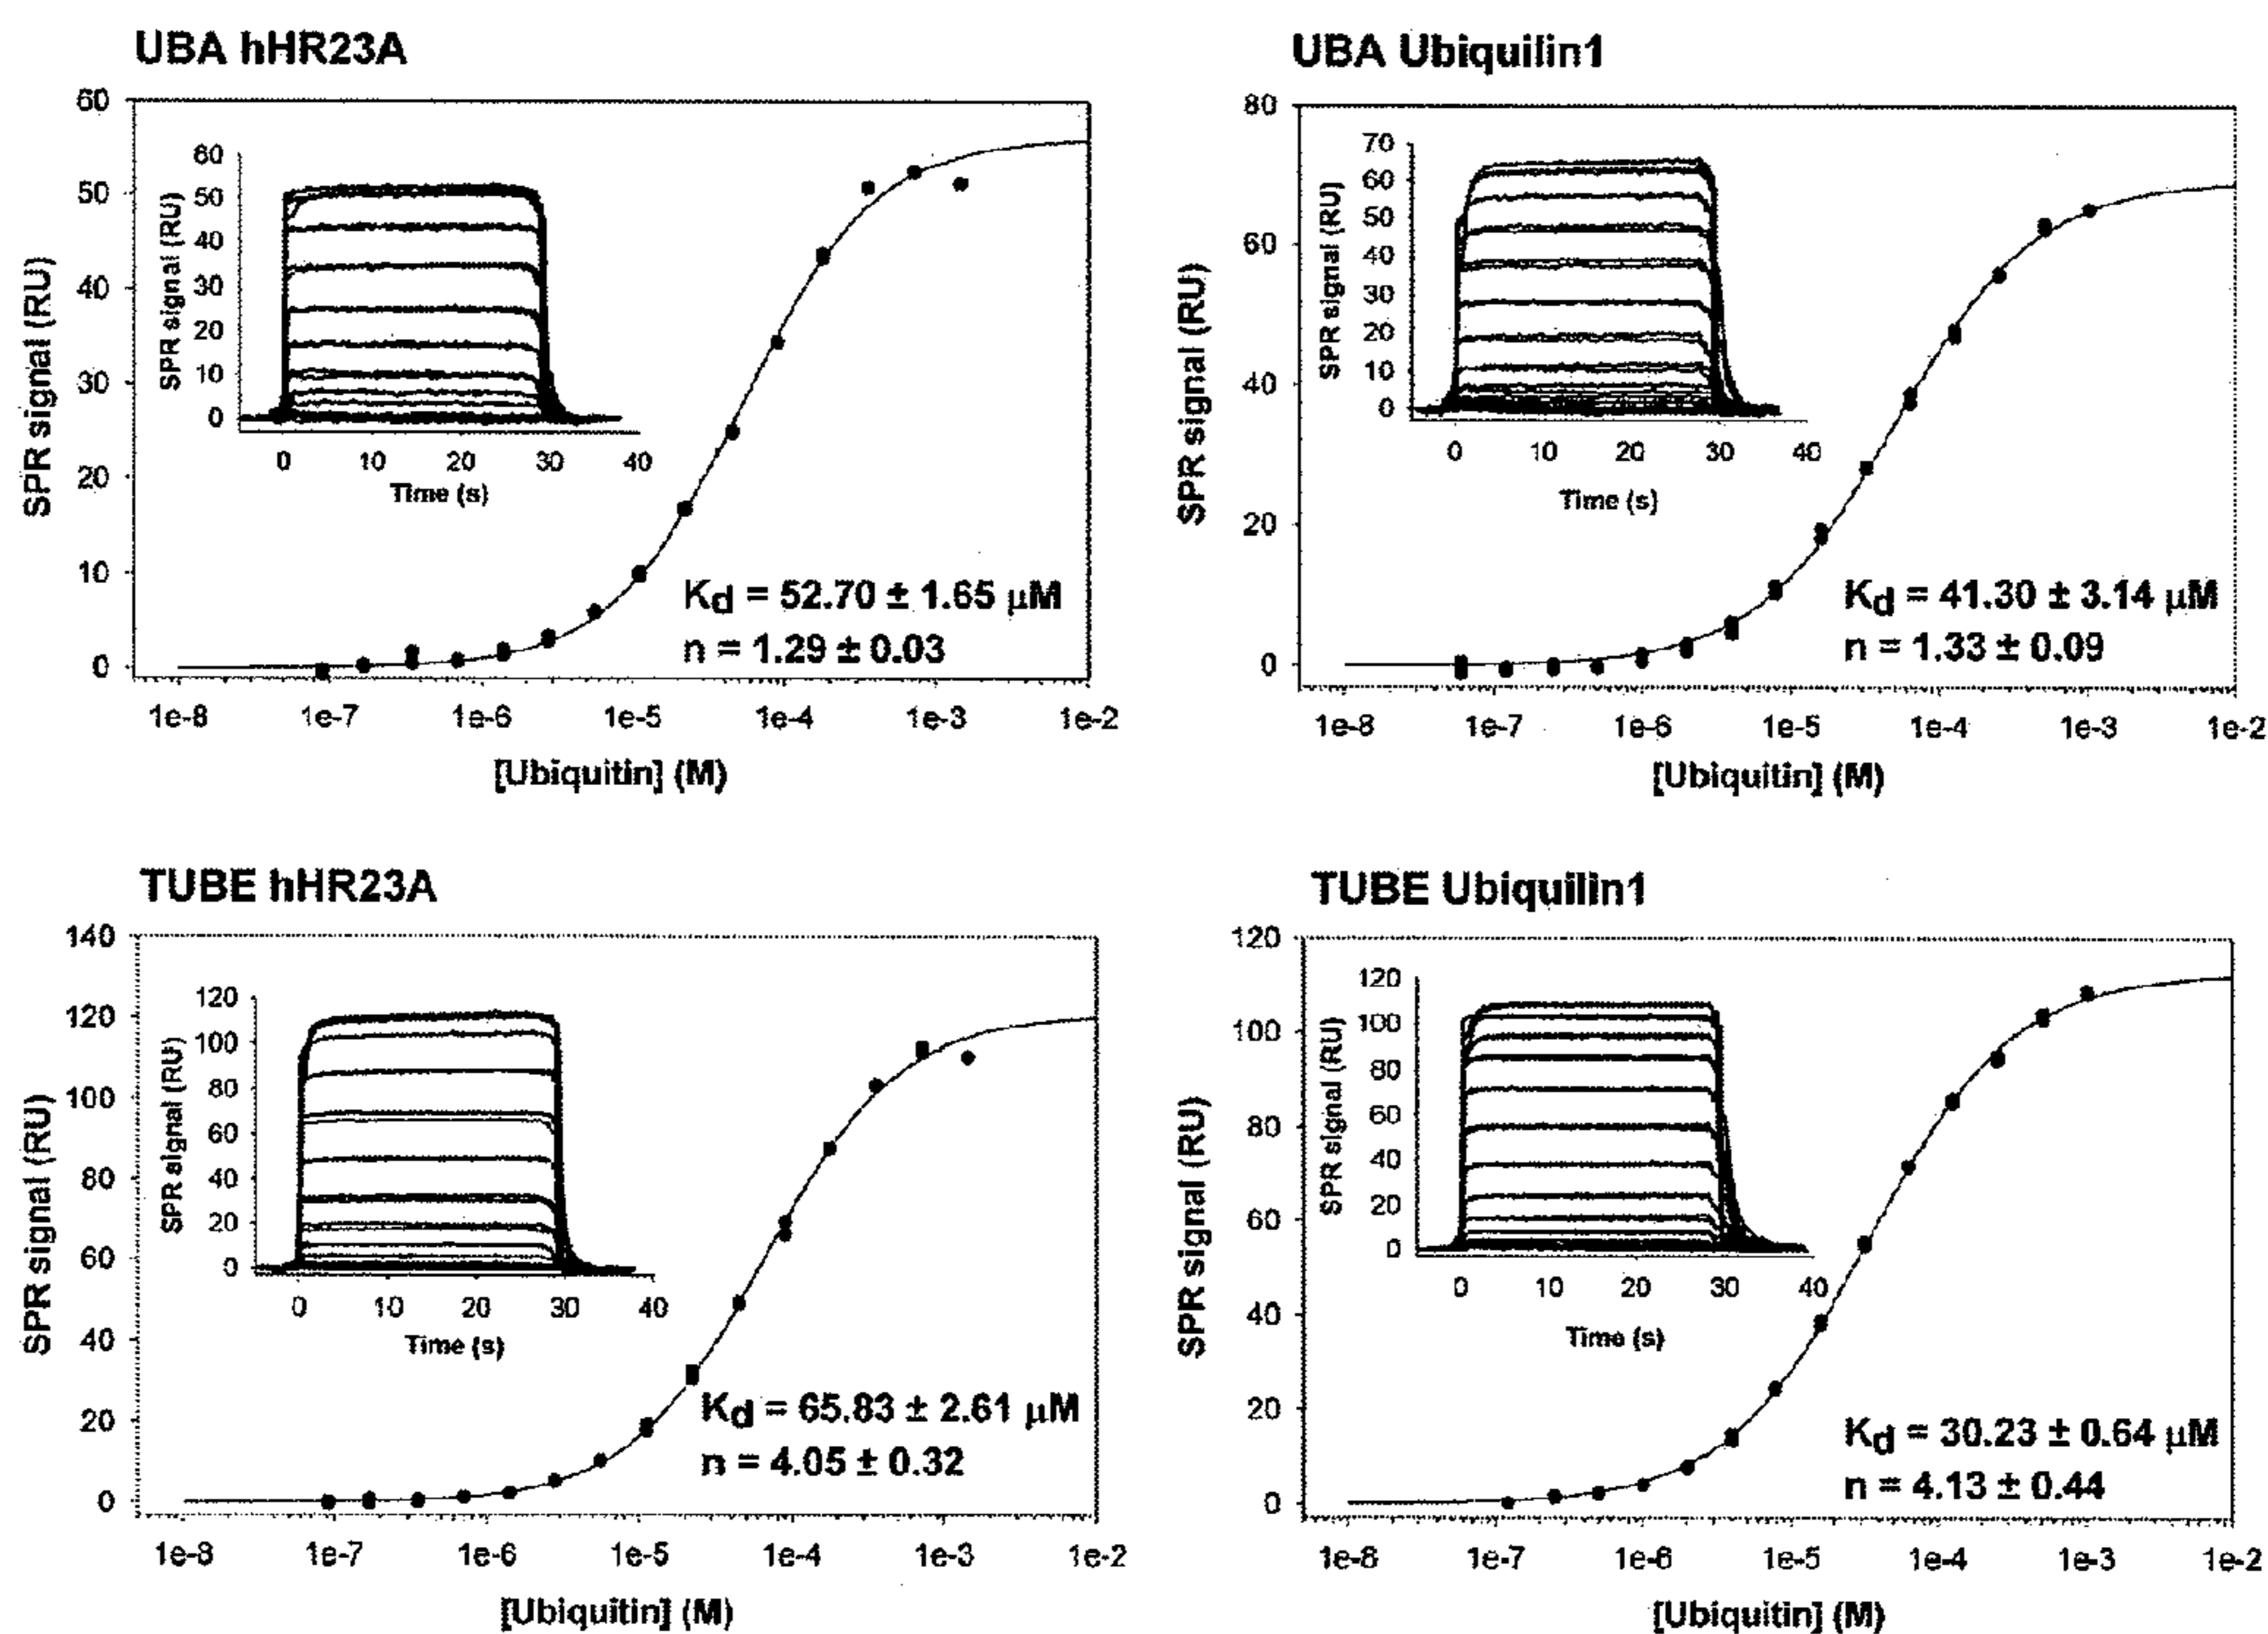 UBA hHR23A
SPR signal (RU)
60
50
40
30
20
10
0
SPR signal (RU)
60
50
40
30
20
10
0
0 10 20 30 40
Time (s)
Kd = 52.70 ± 1.65 μM
n = 1.29 ± 0.03
1e-8 1e-7 1e-6 1e-5 1e-4 1e-3 1e-2
[Ubiquitin] (M)
UBA Ubiquilin1
SPR signal (RU)
80
60
40
20
0
SPR signal (RU)
70
60
50
40
30
20
10
0
0 10 20 30 40
Time (s)
Kd = 41.30 ± 3.14 μM
n = 1.33 ± 0.09
1e-8 1e-7 1e-6 1e-5 1e-4 1e-3 1e-2
[Ubiquitin] (M)
TUBE hHR23A
SPR signal (RU)
140
120
100
80
60
40
20
0
SPR signal (RU)
120
100
80
60
40
20
0
0 10 20 30 40
Time (s)
Kd = 65.83 ± 2.61 μM
n = 4.05 ± 0.32
1e-8 1e-7 1e-6 1e-5 1e-4 1e-3 1e-2
[Ubiquitin] (M)
TUBE Ubiquilin1
SPR signal (RU)
120
100
80
60
40
20
0
SPR signal (RU)
120
100
80
60
40
20
0
0 10 20 30 40
Time (s)
Kd = 30.23 ± 0.64 μM
n = 4.13 ± 0.44
1e-8 1e-7 1e-6 1e-5 1e-4 1e-3 1e-2
[Ubiquitin] (M)